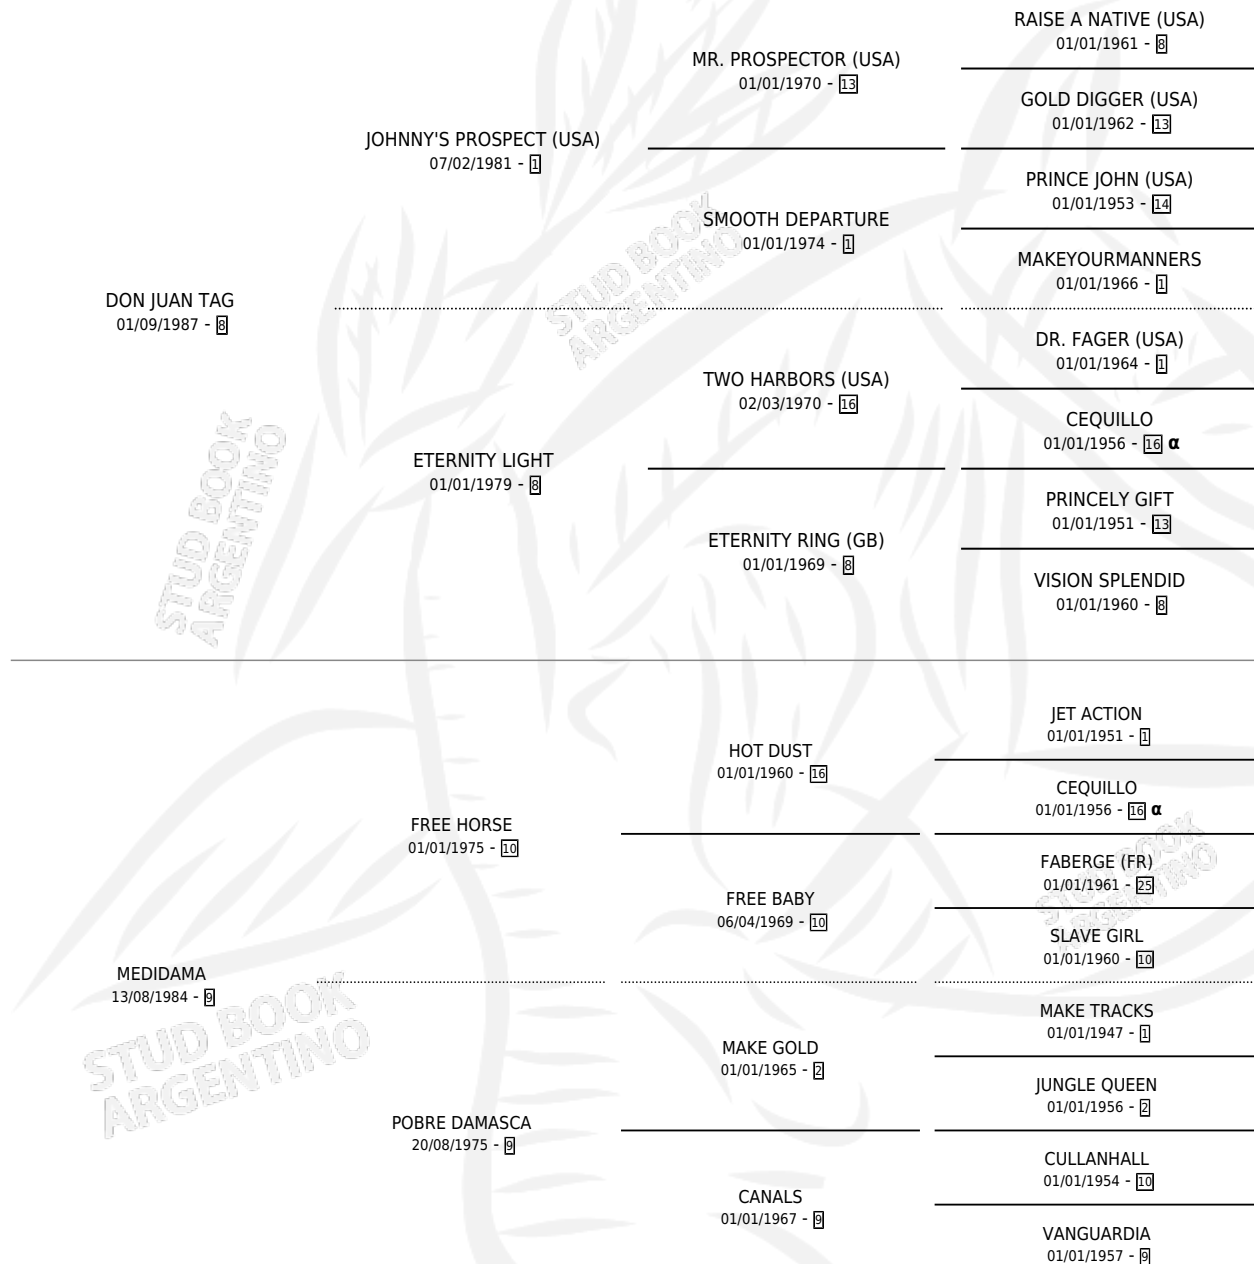 RAISE A NATIVE (USA)
01/01/1961 - 8
MR. PROSPECTOR (USA)
01/01/1970 - 13
GOLD DIGGER (USA)
01/01/1962 - 13
JOHNNY'S PROSPECT (USA)
07/02/1981 - 1
PRINCE JOHN (USA)
01/01/1953 - 14
SMOOTH DEPARTURE
01/01/1974 - 1
MAKEYOURMANNERS
01/01/1966 - 1
DON JUAN TAG
01/09/1987 - 8
DR. FAGER (USA)
01/01/1964 - 1
TWO HARBORS (USA)
02/03/1970 - 16
CEQUILLO
01/01/1956 - 16 α
ETERNITY LIGHT
01/01/1979 - 8
PRINCELY GIFT
01/01/1951 - 13
ETERNITY RING (GB)
01/01/1969 - 8
VISION SPLENDID
01/01/1960 - 8
JET ACTION
01/01/1951 - 1
HOT DUST
01/01/1960 - 16
CEQUILLO
01/01/1956 - 16 α
FREE HORSE
01/01/1975 - 10
FABERGE (FR)
01/01/1961 - 25
FREE BABY
06/04/1969 - 10
SLAVE GIRL
01/01/1960 - 10
MEDIDAMA
13/08/1984 - 9
MAKE TRACKS
01/01/1947 - 1
MAKE GOLD
01/01/1965 - 2
JUNGLE QUEEN
01/01/1956 - 2
POBRE DAMASCA
20/08/1975 - 9
CULLANHALL
01/01/1954 - 10
CANALS
01/01/1967 - 9
VANGUARDIA
01/01/1957 - 9
STUD BOOK
ARGENTINO
STUD BOOK
ARGENTINO
STUD BOOK
ARGENTINO
STUD BOOK
ARGENTINO